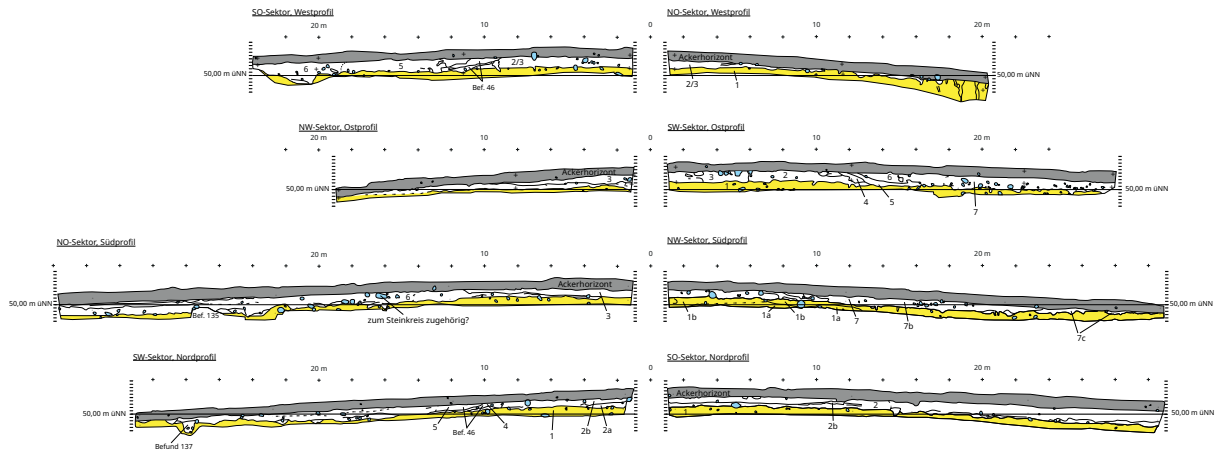 SO-Sektor, Westprofil
20 m 10 0
6 5 2/3
50,00 m üNN
Bef. 46
NO-Sektor, Westprofil
10 20 m
Ackerhorizont
50,00 m üNN
2/3 1
NW-Sektor, Ostprofil
20 m 10 0
Ackerhorizont
3
50,00 m üNN
SW-Sektor, Ostprofil
10 20 m
3 2 4 6
1
50,00 m üNN
4 5 7
NO-Sektor, Südprofil
20 m 10 0
Ackerhorizont
6
50,00 m üNN
Bef. 135
zum Steinkreis zugehörig?
3
NW-Sektor, Südprofil
10 20 m
50,00 m üNN
1b 1a 1b 1a 7 7b 7c
SW-Sektor, Nordprofil
20 m 10 0
50,00 m üNN
5 Bef. 46 4 1 2b 2a
Befund 137
SO-Sektor, Nordprofil
10 20 m
Ackerhorizont
1 2
50,00 m üNN
2b